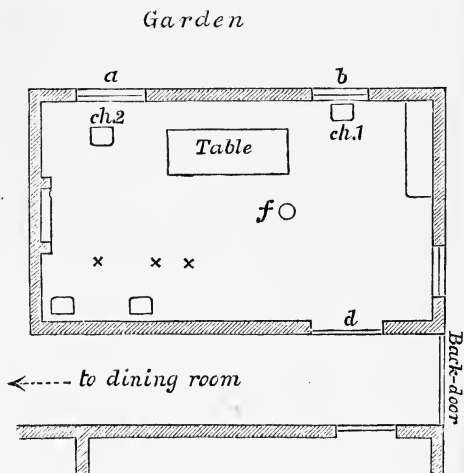 Garden
a
b
ch.2
ch.1
Table
f
x x x
d
to dining room
Back-door